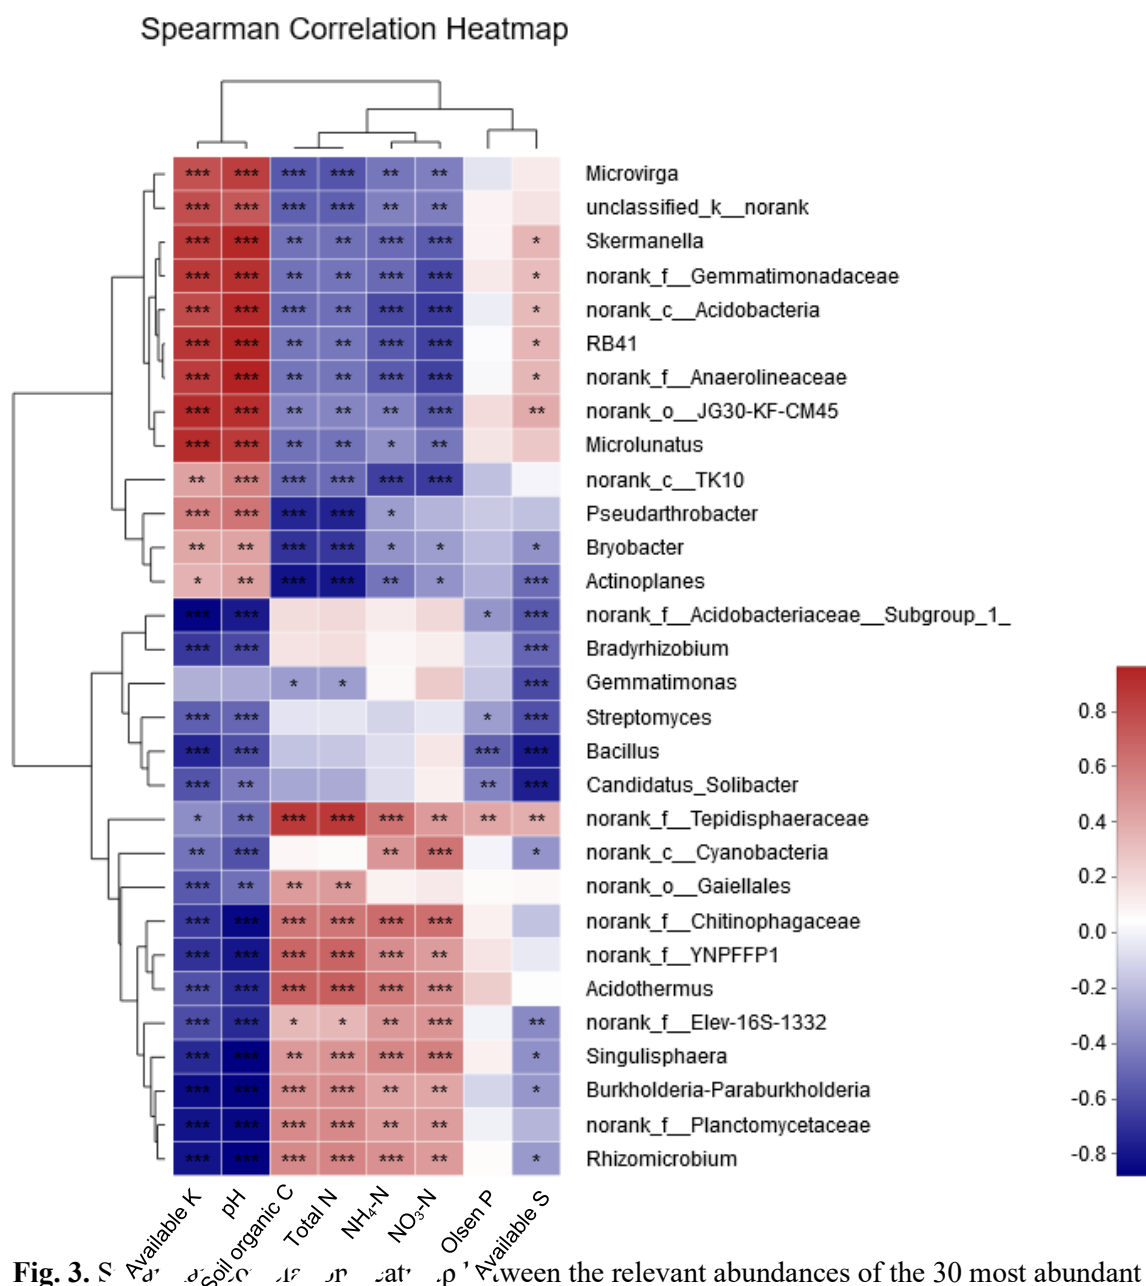 Spearman Correlation Heatmap
*** *** *** *** ** ** Microvirga
*** *** *** *** ** ** unclassified_k__norank
*** *** ** ** *** *** * Skermanella
*** *** ** ** *** *** * norank_f__Gemmatimonadaceae
*** *** *** ** *** *** * norank_c__Acidobacteria
*** *** ** ** *** *** * RB41
*** *** ** ** *** *** * norank_f__Anaerolineaceae
*** *** ** ** ** *** ** norank_o__JG30-KF-CM45
*** *** ** ** * ** Microlunatus
** *** *** *** *** *** norank_c__TK10
*** *** *** *** * Pseudarthrobacter
** ** *** *** * * * Bryobacter
* ** *** *** ** * *** Actinoplanes
*** *** * *** norank_f__Acidobacteriaceae__Subgroup_1_
*** *** *** Bradyrhizobium
* * *** Gemmatimonas
*** *** * *** Streptomyces
*** *** *** *** Bacillus
*** ** ** *** Candidatus_Solibacter
* ** *** *** *** ** ** ** norank_f__Tepidisphaeraceae
** *** ** *** * norank_c__Cyanobacteria
*** ** ** ** norank_o__Gaiellales
*** *** *** *** *** *** norank_f__Chitinophagaceae
*** *** *** *** *** ** norank_f__YNPFFP1
*** *** *** *** *** *** Acidothermus
*** *** * * ** *** ** norank_f__Elev-16S-1332
*** *** ** *** *** *** * Singulisphaera
*** *** *** *** ** ** * Burkholderia-Paraburkholderia
*** *** *** *** ** ** norank_f__Planctomycetaceae
*** *** *** *** *** ** * Rhizomicrobium
0.8
0.6
0.4
0.2
0.0
-0.2
-0.4
-0.6
-0.8
Available K
pH
Soil organic C
Total N
NH₄-N
NO₃-N
Olsen P
Available S
Fig. 3. the relevant abundances of the 30 most abundant